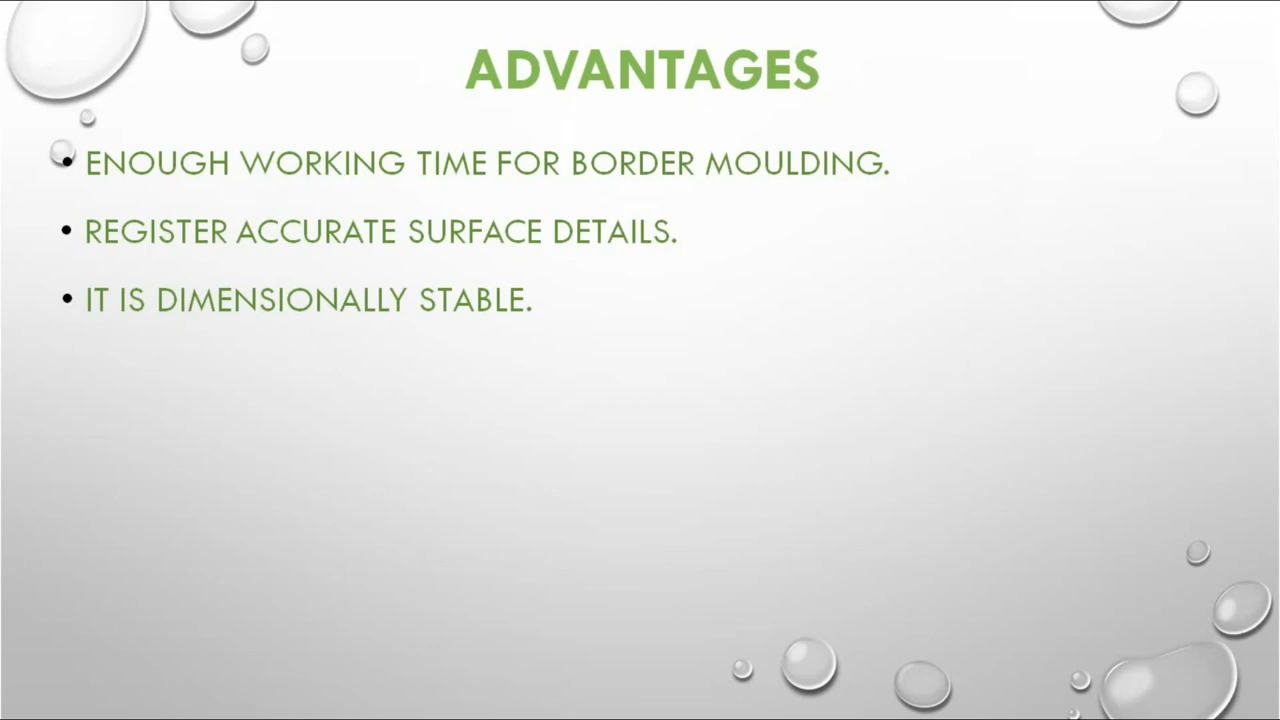 ADVANTAGES
• ENOUGH WORKING TIME FOR BORDER MOULDING.
• REGISTER ACCURATE SURFACE DETAILS.
• IT IS DIMENSIONALLY STABLE.